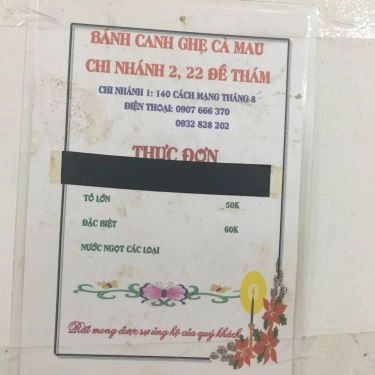 BÁNH CANH GHẸ CÀ MAU
CHI NHÁNH 2, 22 ĐỀ THÁM
CHI NHÁNH 1: 140 CÁCH MẠNG THÁNG 8
ĐIỆN THOẠI: 0907 666 370
0932 828 202
THỰC ĐƠN
TÔ LỚN 50K
ĐẶC BIỆT 60K
NƯỚC NGỌT CÁC LOẠI
Rất mong được sự ủng hộ của quý khách